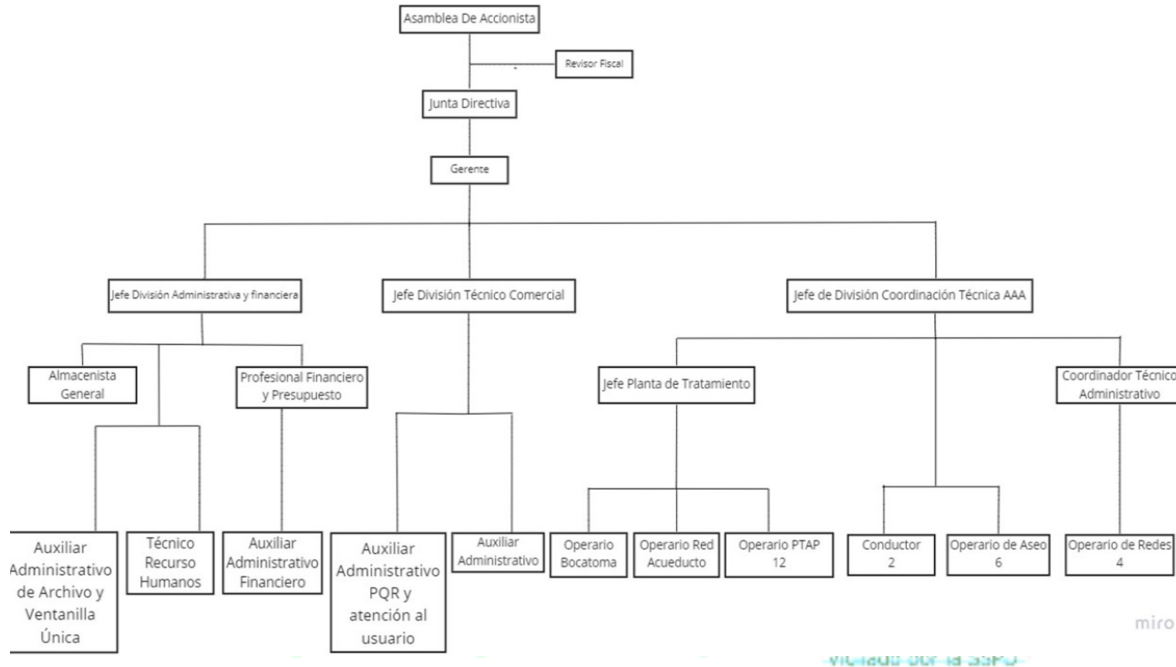 Asamblea De Accionista
Revisor Fiscal
Junta Directiva
Gerente
Jefe División Administrativa y financiera
Jefe División Técnico Comercial
Jefe de División Coordinación Técnica AAA
Almacenista
General
Profesional Financiero
y Presupuesto
Jefe Planta de Tratamiento
Coordinador Técnico
Administrativo
Auxiliar
Administrativo
de Archivo y
Ventanilla
Única
Técnico
Recurso
Humanos
Auxiliar
Administrativo
Financiero
Auxiliar
Administrativo
PQR y
atención al
usuario
Auxiliar
Administrativo
Operario
Bocatoma
Operario Red
Acueducto
Operario PTAP
12
Conductor
2
Operario de Aseo
6
Operario de Redes
4
miro